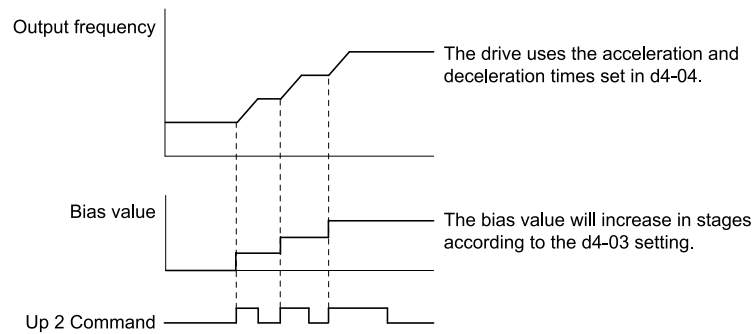 Output frequency
The drive uses the acceleration and
deceleration times set in d4-04.
Bias value
The bias value will increase in stages
according to the d4-03 setting.
Up 2 Command